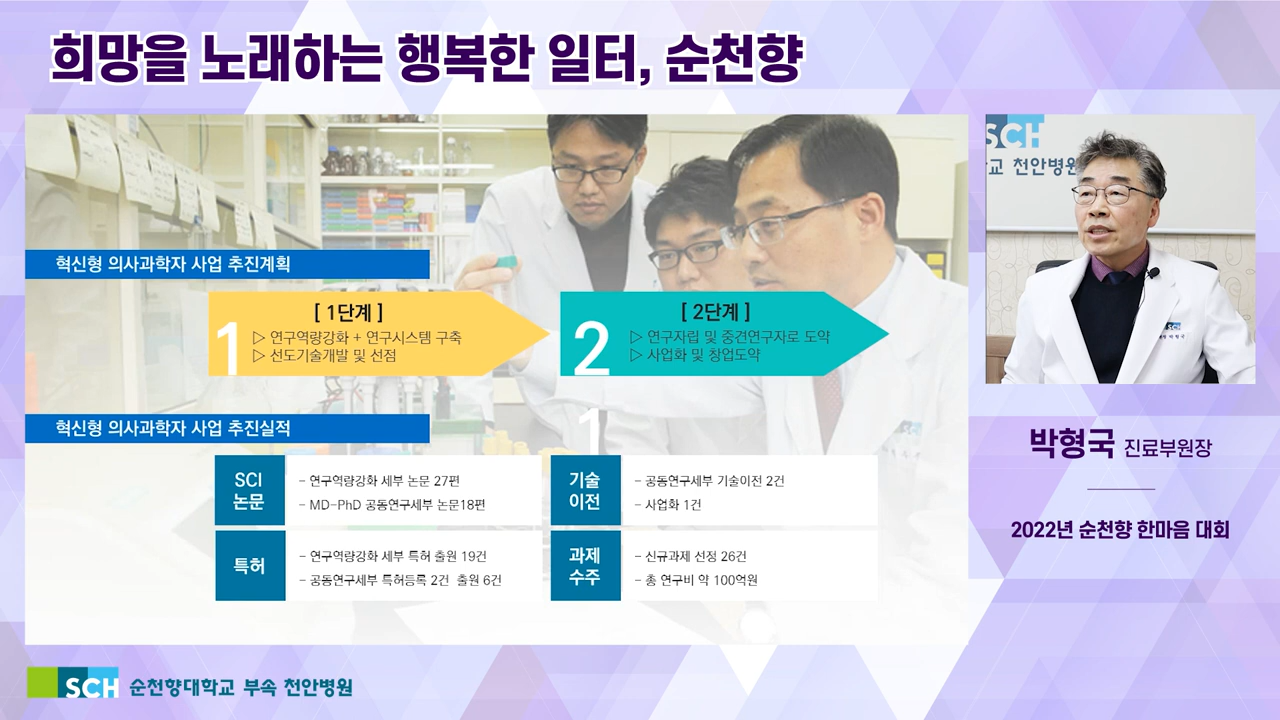 희망을 노래하는 행복한 일터, 순천향
SCH
교 천안병원
SCH
혁신형 의사과학자 사업 추진계획
1
[ 1단계 ]
▷ 연구역량강화 + 연구시스템 구축
▷ 선도기술개발 및 선점
2
[ 2단계 ]
▷ 연구자립 및 중견연구자로 도약
▷ 사업화 및 창업도약
혁신형 의사과학자 사업 추진실적
1
SCI
논문
- 연구역량강화 세부 논문 27편
- MD-PhD 공동연구세부 논문18편
기술
이전
- 공동연구세부 기술이전 2건
- 사업화 1건
특허
- 연구역량강화 세부 특허 출원 19건
- 공동연구세부 특허등록 2건 출원 6건
과제
수주
- 신규과제 선정 26건
- 총 연구비 약 100억원
박형국 진료부원장
2022년 순천향 한마음 대회
SCH 순천향대학교 부속 천안병원